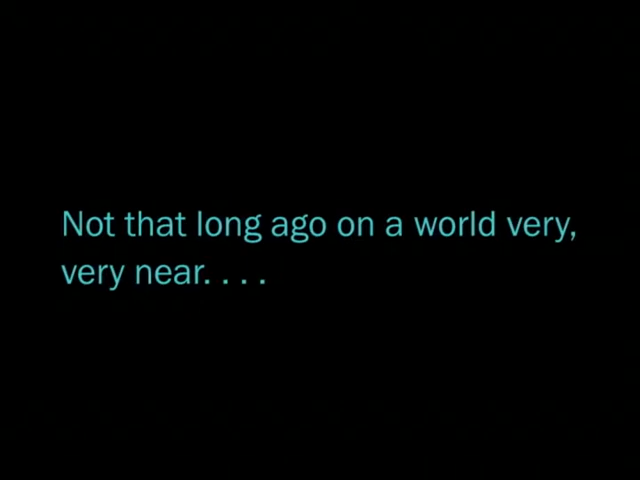 Not that long ago on a world very,
very near. . . .